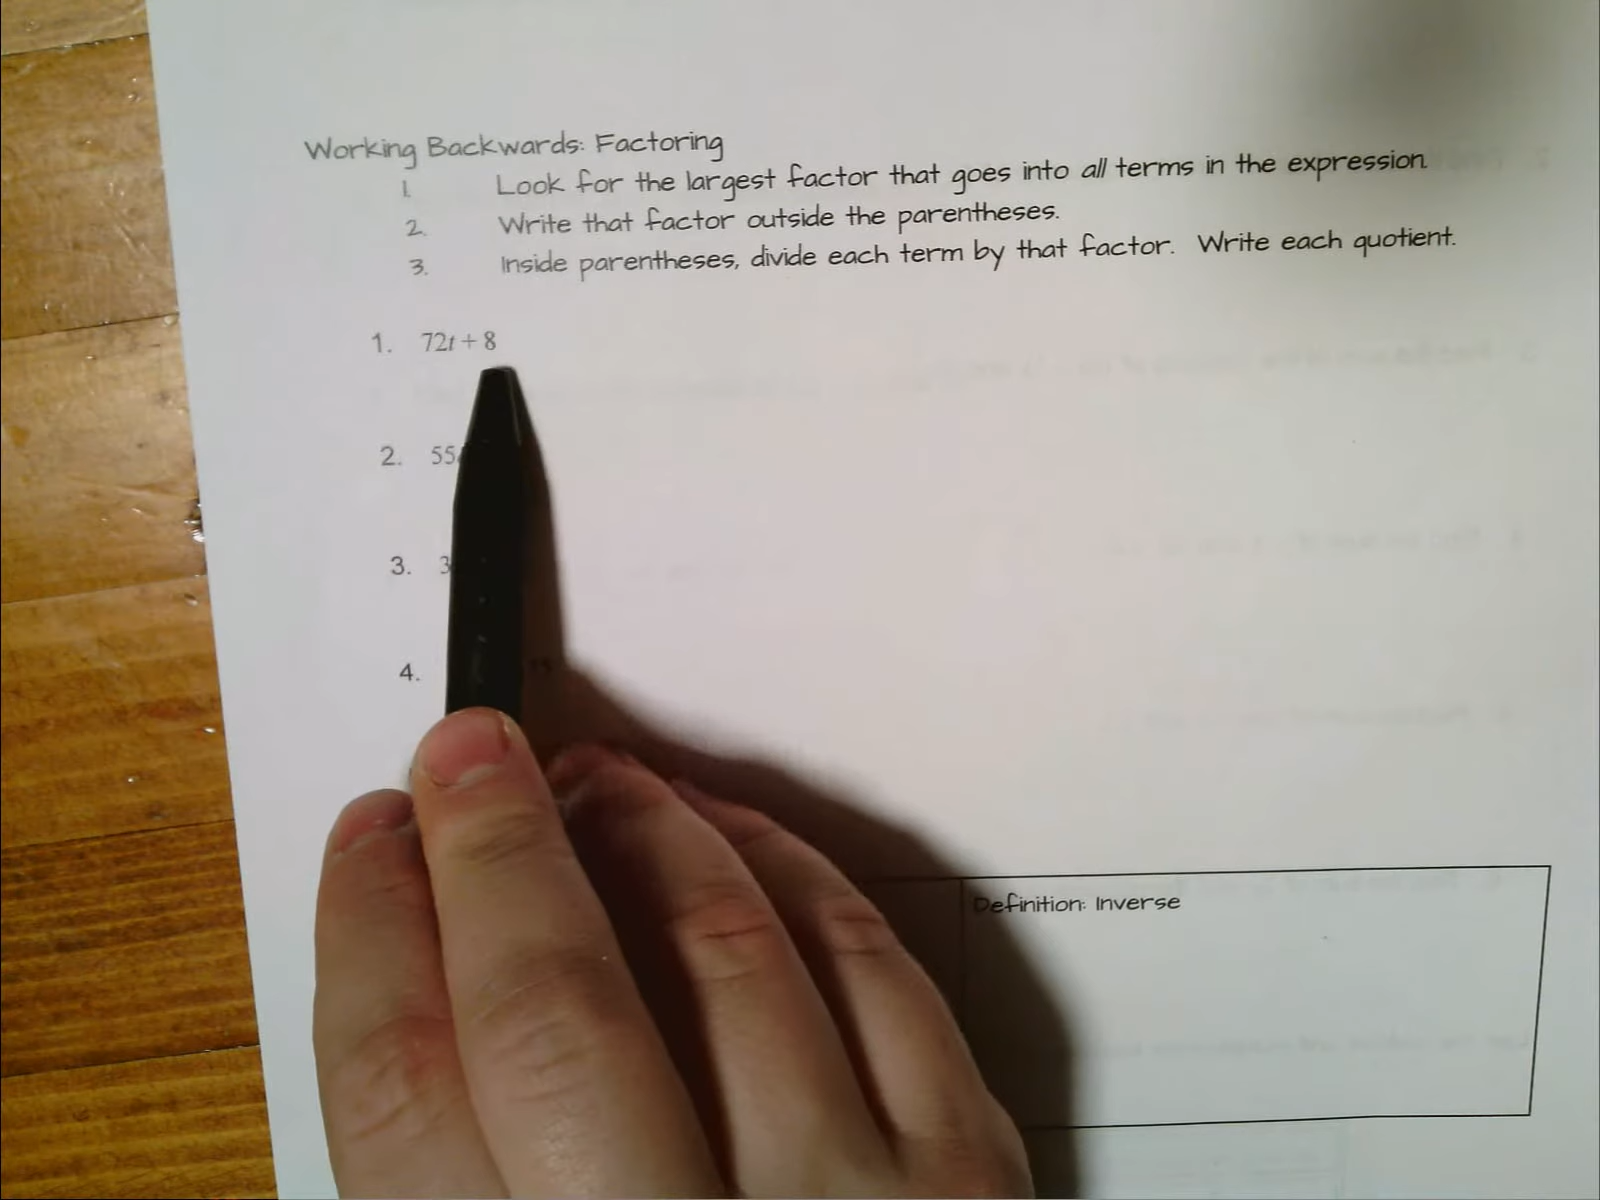 Working Backwards: Factoring
1. Look for the largest factor that goes into all terms in the expression.
2. Write that factor outside the parentheses.
3. Inside parentheses, divide each term by that factor. Write each quotient.
1. 72t + 8
2. 55
3. 3
4.
Definition: Inverse